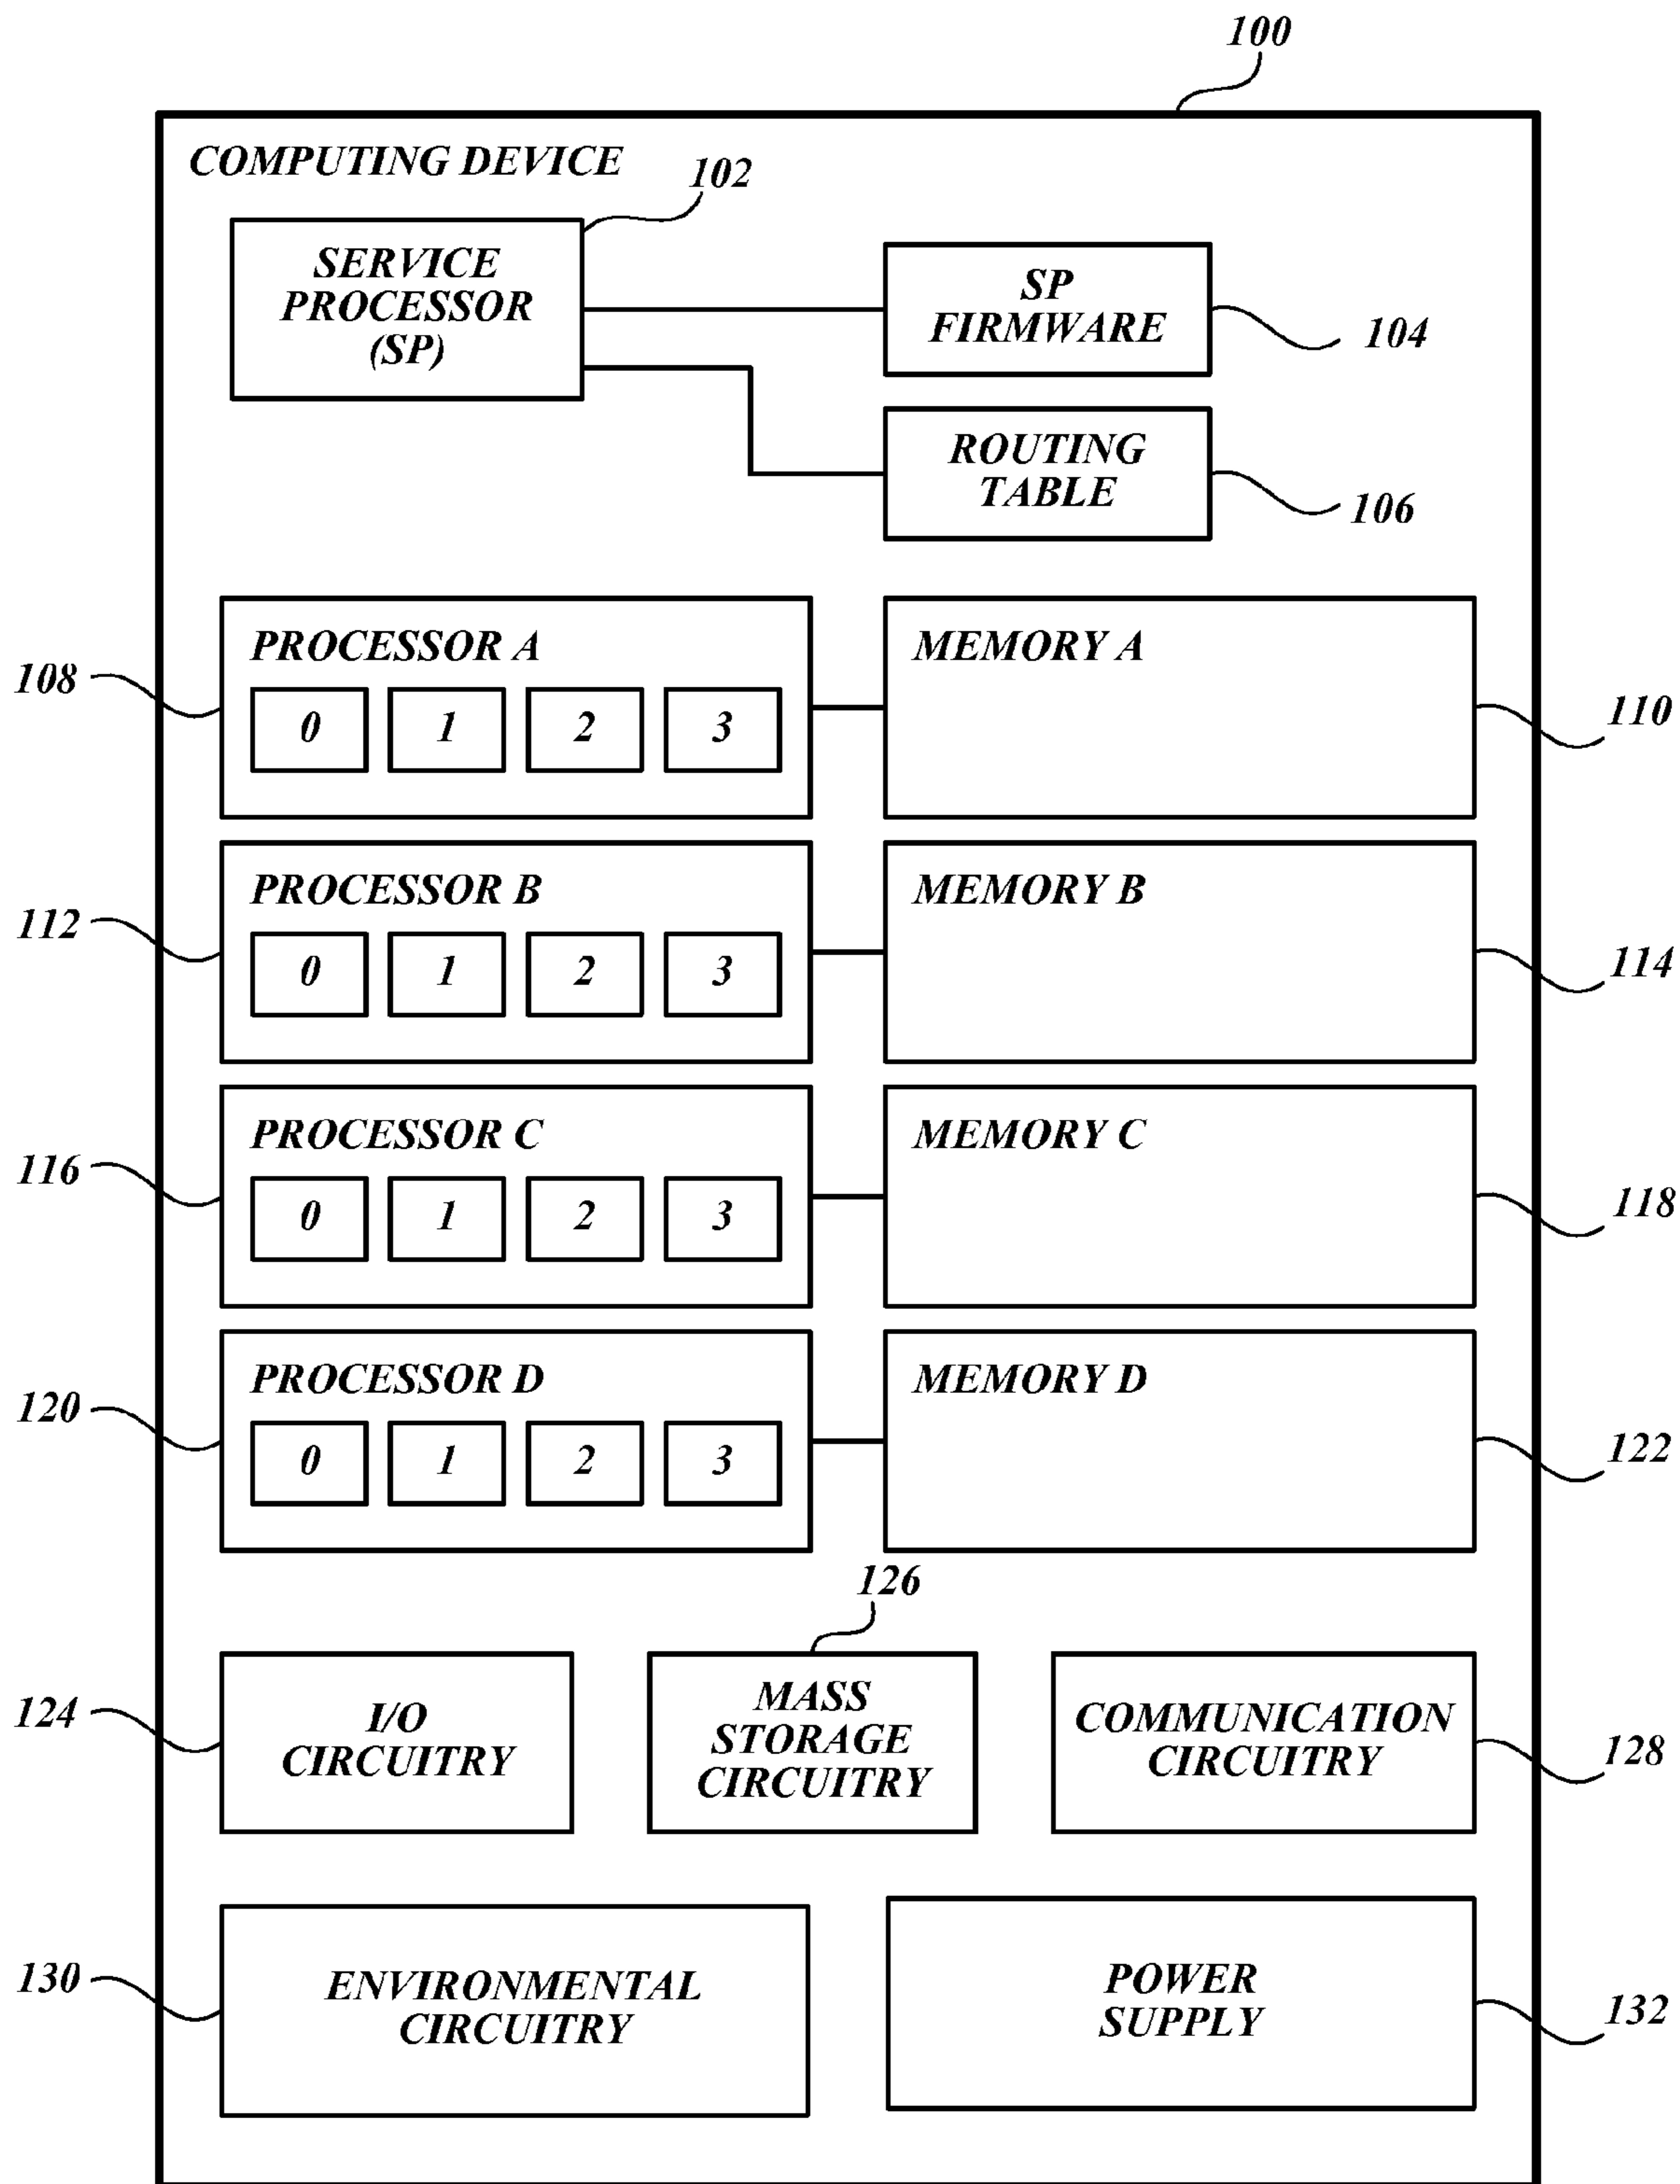 100
COMPUTING DEVICE
102
SERVICE
PROCESSOR
(SP)
SP
FIRMWARE
104
ROUTING
TABLE
106
PROCESSOR A
0 1 2 3
108
MEMORY A
110
PROCESSOR B
0 1 2 3
112
MEMORY B
114
PROCESSOR C
0 1 2 3
116
MEMORY C
118
PROCESSOR D
0 1 2 3
120
MEMORY D
122
126
124
I/O
CIRCUITRY
MASS
STORAGE
CIRCUITRY
COMMUNICATION
CIRCUITRY
128
130
ENVIRONMENTAL
CIRCUITRY
POWER
SUPPLY
132